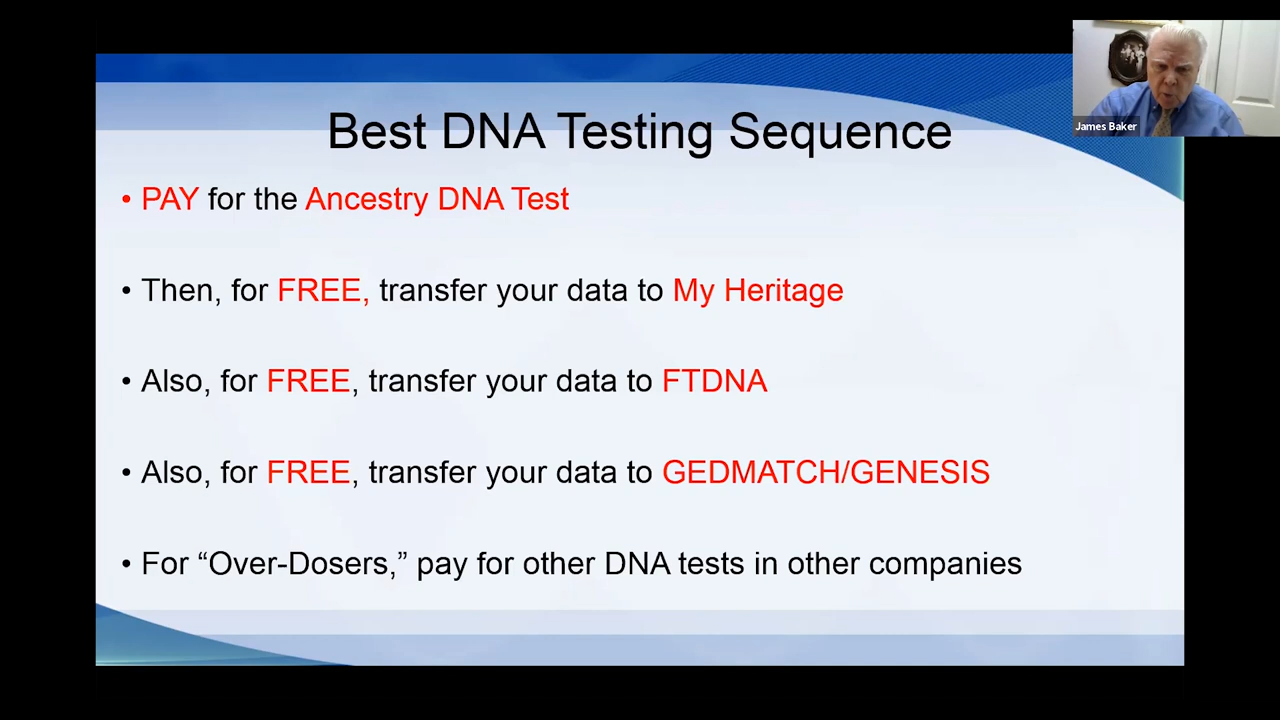 Best DNA Testing Sequence
James Baker
• PAY for the Ancestry DNA Test
• Then, for FREE, transfer your data to My Heritage
• Also, for FREE, transfer your data to FTDNA
• Also, for FREE, transfer your data to GEDMATCH/GENESIS
• For “Over-Dosers,” pay for other DNA tests in other companies